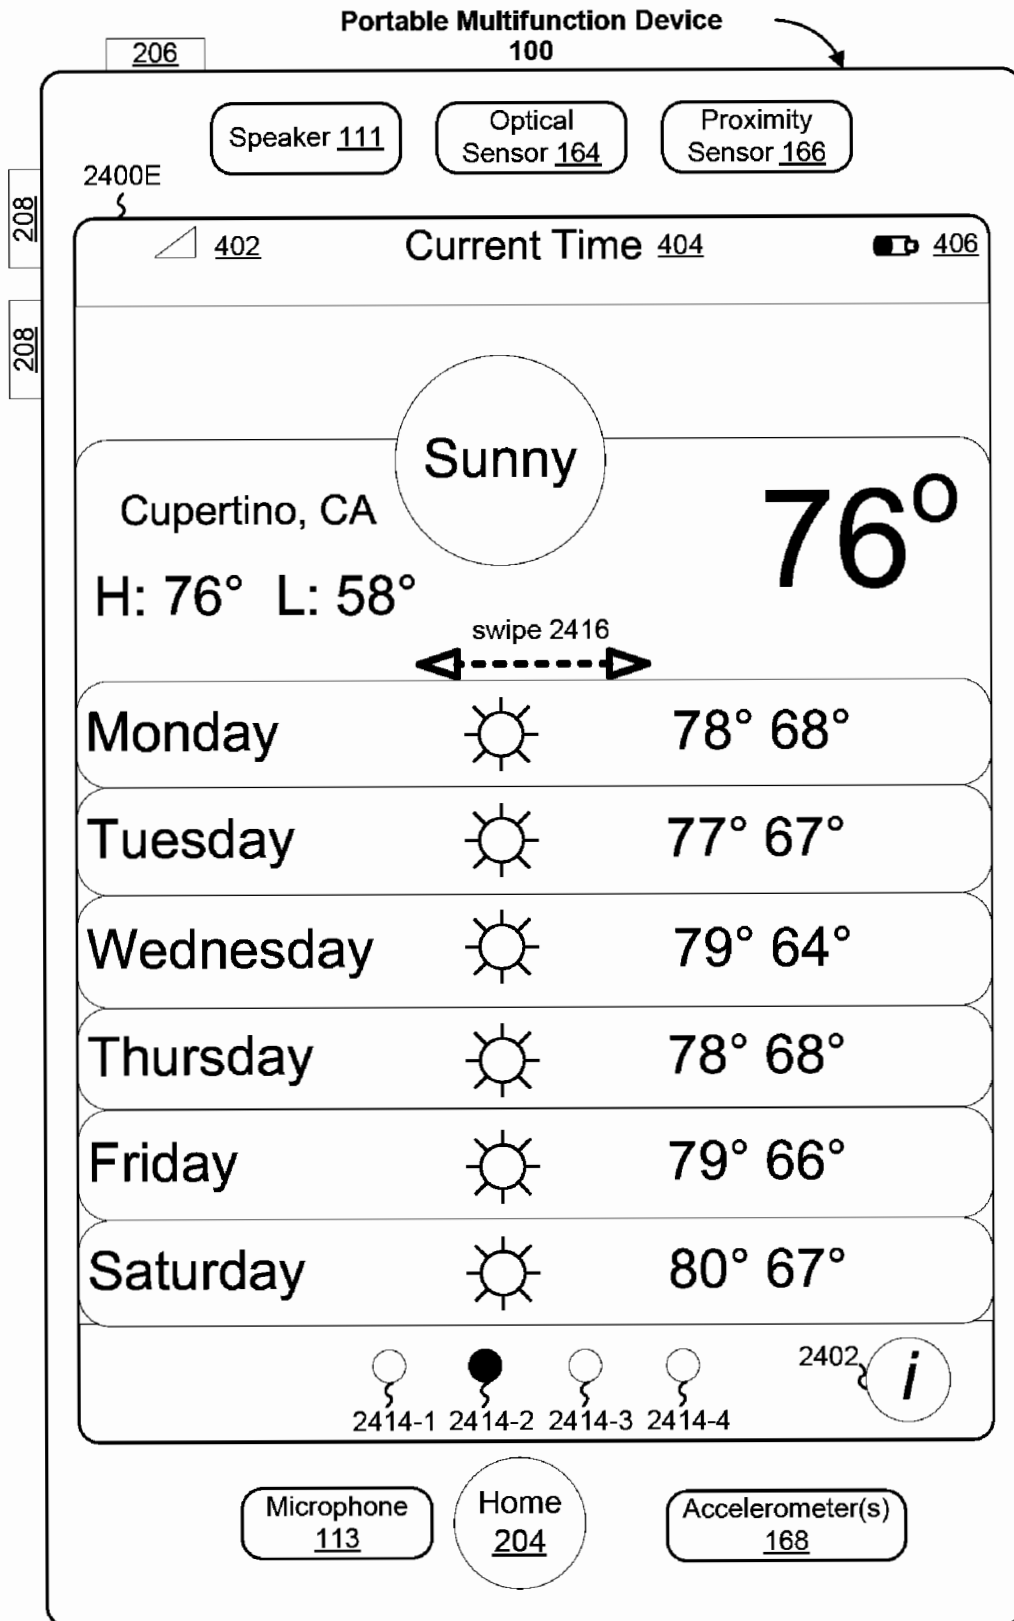 Portable Multifunction Device
100
206
Speaker 111
Optical
Sensor 164
Proximity
Sensor 166
2400E
208
208
402
Current Time 404
406
Sunny
Cupertino, CA
76°
H: 76° L: 58°
swipe 2416
Monday 78° 68°
Tuesday 77° 67°
Wednesday 79° 64°
Thursday 78° 68°
Friday 79° 66°
Saturday 80° 67°
2402
i
2414-1 2414-2 2414-3 2414-4
Microphone
113
Home
204
Accelerometer(s)
168